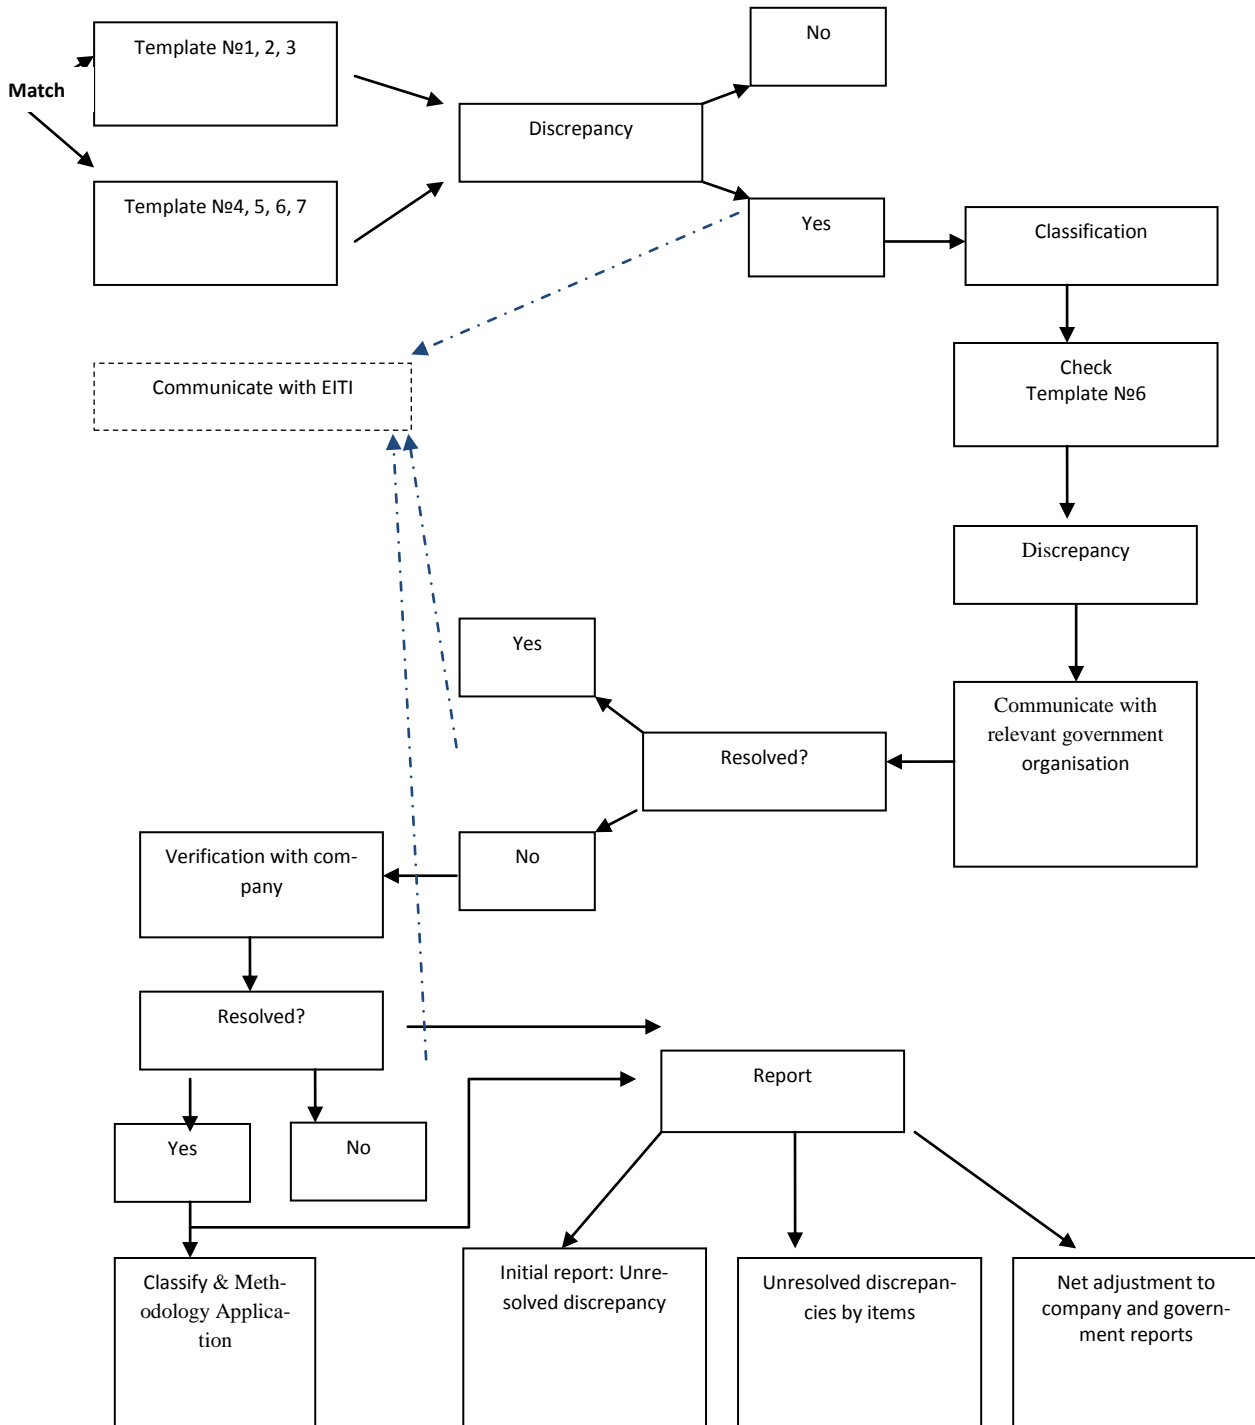 No
Template №1, 2, 3
Match
Discrepancy
Template №4, 5, 6, 7
Yes
Classification
Check
Template №6
Communicate with EITI
Discrepancy
Yes
Communicate with
relevant government
organisation
Resolved?
No
Verification with com-
pany
Resolved?
Report
Yes
No
Classify & Meth-
odology Applica-
tion
Initial report: Unre-
solved discrepancy
Unresolved discrepan-
cies by items
Net adjustment to
company and govern-
ment reports